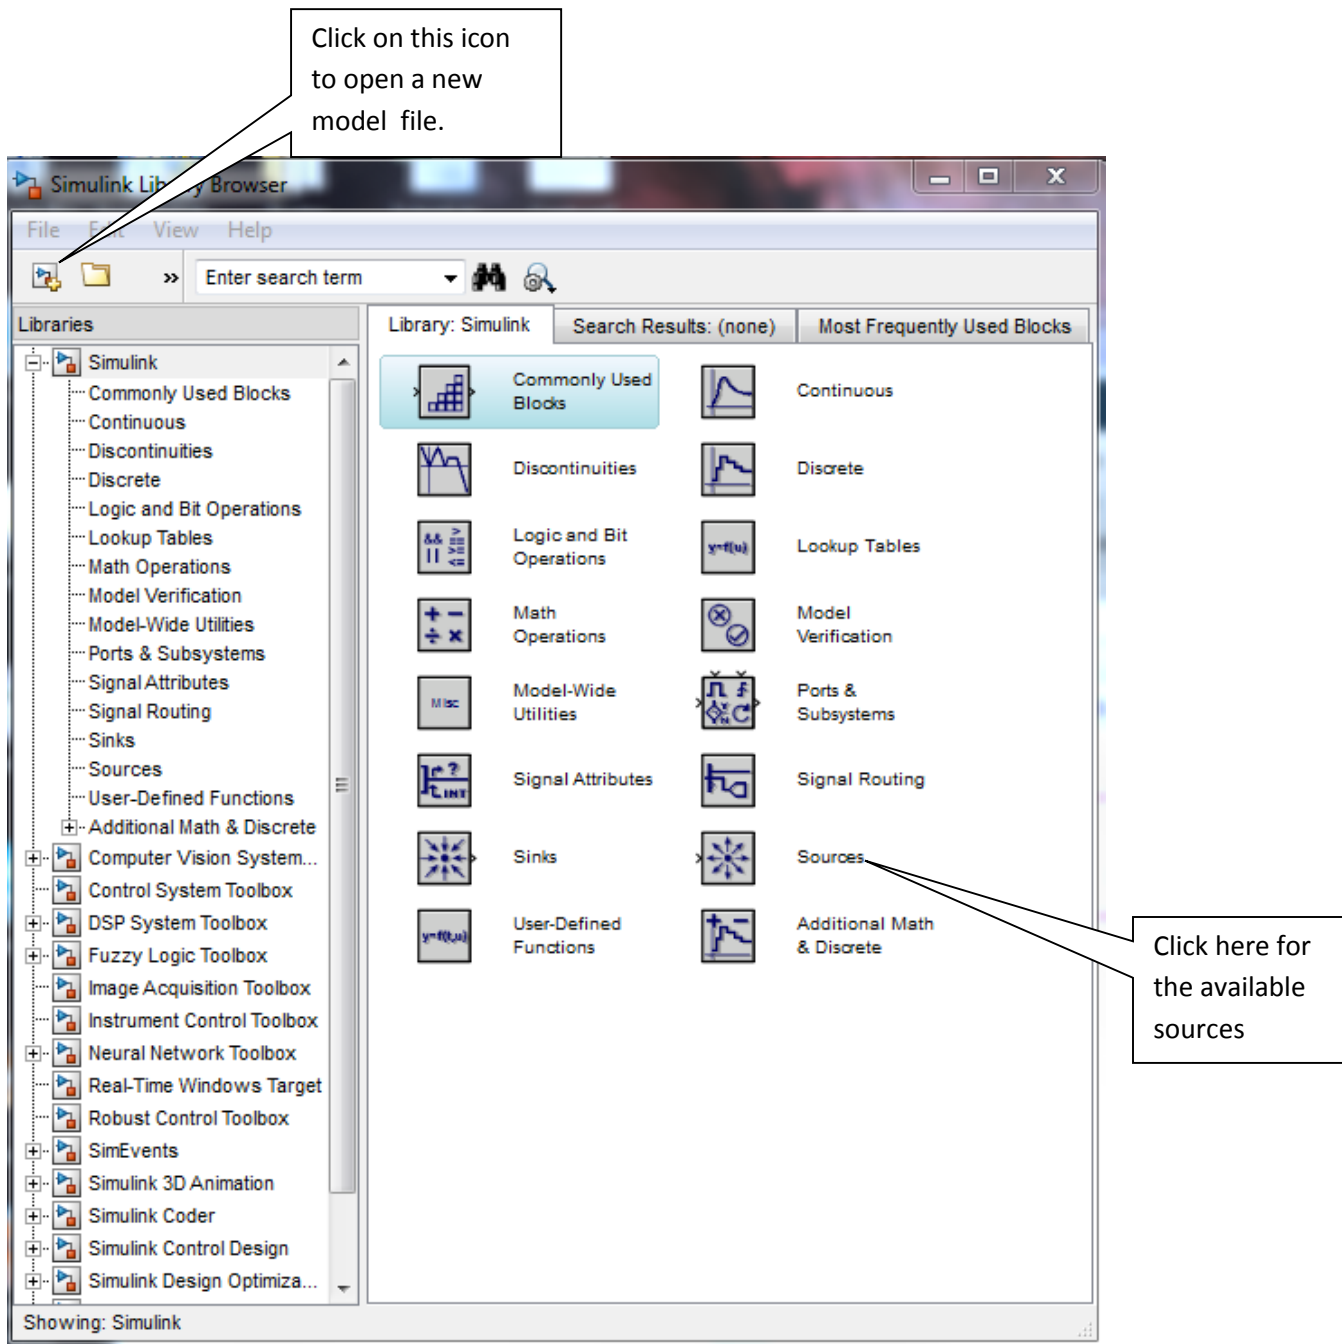 Click on this icon
to open a new
model file.
Simulink Library Browser
File Edit View Help
» Enter search term
Libraries
Library: Simulink
Search Results: (none)
Most Frequently Used Blocks
Simulink
Commonly Used Blocks
Continuous
Discontinuities
Discrete
Logic and Bit Operations
Lookup Tables
Math Operations
Model Verification
Model-Wide Utilities
Ports & Subsystems
Signal Attributes
Signal Routing
Sinks
Sources
User-Defined Functions
Additional Math & Discrete
Computer Vision System...
Control System Toolbox
DSP System Toolbox
Fuzzy Logic Toolbox
Image Acquisition Toolbox
Instrument Control Toolbox
Neural Network Toolbox
Real-Time Windows Target
Robust Control Toolbox
SimEvents
Simulink 3D Animation
Simulink Coder
Simulink Control Design
Simulink Design Optimiza...
Commonly Used
Blocks
Continuous
Discontinuities
Discrete
&& > == 
|| >= <=
Logic and Bit
Operations
y=f(u)
Lookup Tables
+ −
÷ ×
Math
Operations
Model
Verification
Misc
Model-Wide
Utilities
Ports &
Subsystems
?
INT
Signal Attributes
Signal Routing
Sinks
Sources
y=f(t,u)
User-Defined
Functions
+ −
Additional Math
& Discrete
Click here for
the available
sources
Showing: Simulink